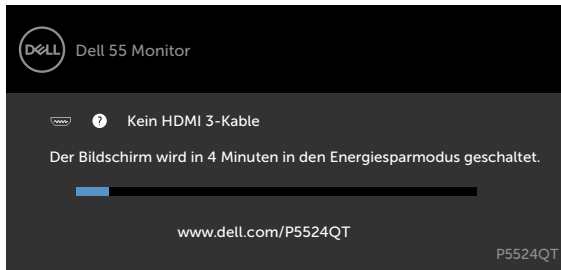 DELL Dell 55 Monitor
? Kein HDMI 3-Kable
Der Bildschirm wird in 4 Minuten in den Energiesparmodus geschaltet.
www.dell.com/P5524QT
P5524QT